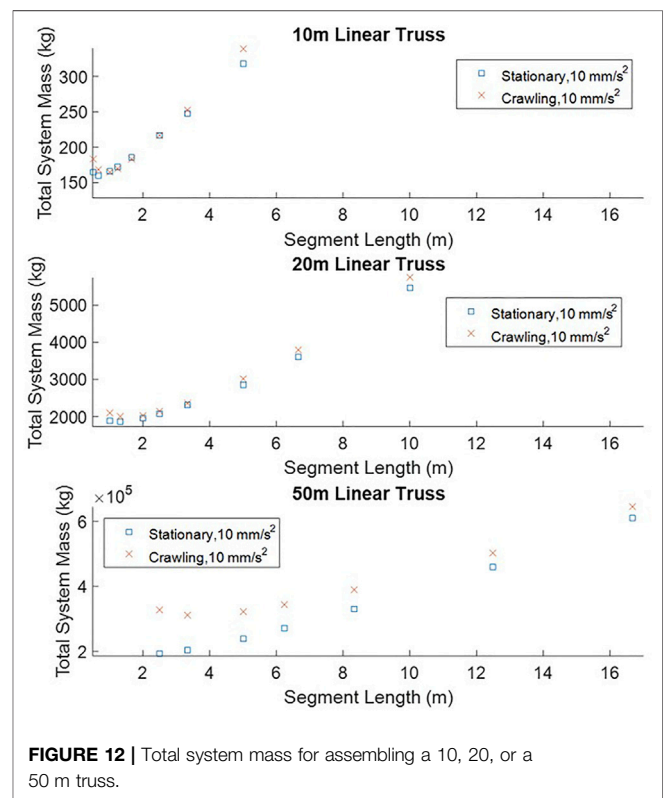 10m Linear Truss
Total System Mass (kg)
300
250
200
150
Stationary,10 mm/s²
Crawling,10 mm/s²
2 4 6 8 10 12 14 16
Segment Length (m)
20m Linear Truss
Total System Mass (kg)
5000
4000
3000
2000
Stationary,10 mm/s²
Crawling,10 mm/s²
2 4 6 8 10 12 14 16
Segment Length (m)
50m Linear Truss
Total System Mass (kg)
×10⁵
6
4
2
Stationary,10 mm/s²
Crawling,10 mm/s²
2 4 6 8 10 12 14 16
Segment Length (m)
FIGURE 12 | Total system mass for assembling a 10, 20, or a
50 m truss.